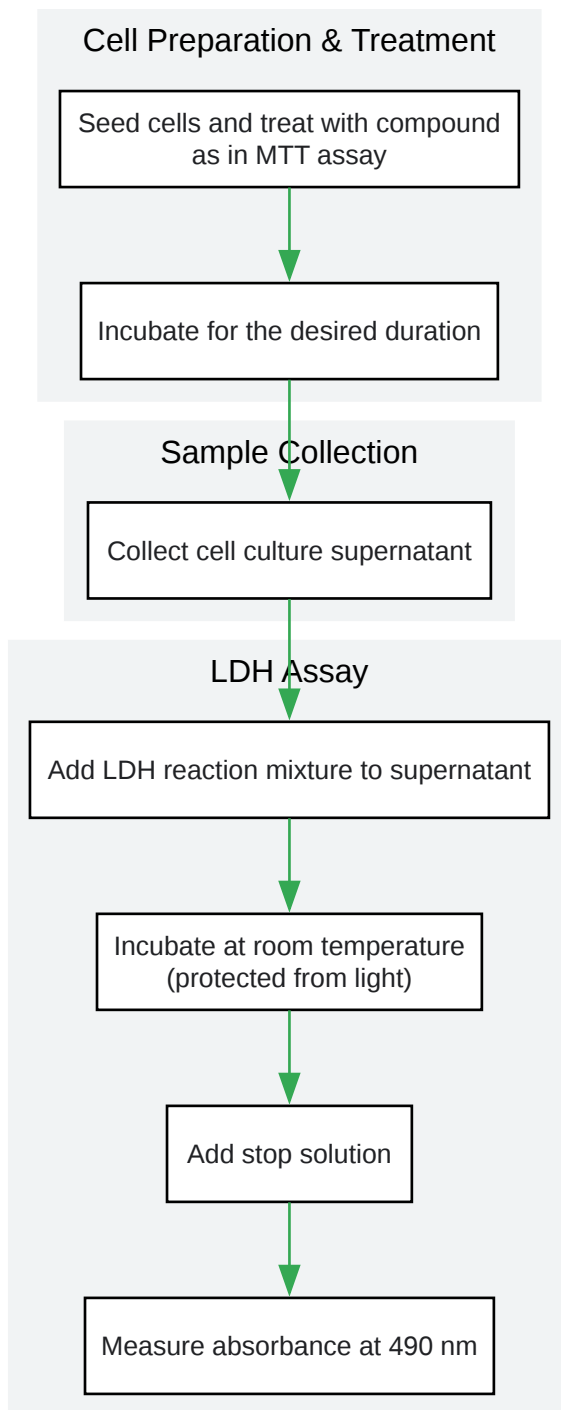 Cell Preparation & Treatment
Seed cells and treat with compound
as in MTT assay
Incubate for the desired duration
Sample Collection
Collect cell culture supernatant
LDH Assay
Add LDH reaction mixture to supernatant
Incubate at room temperature
(protected from light)
Add stop solution
Measure absorbance at 490 nm